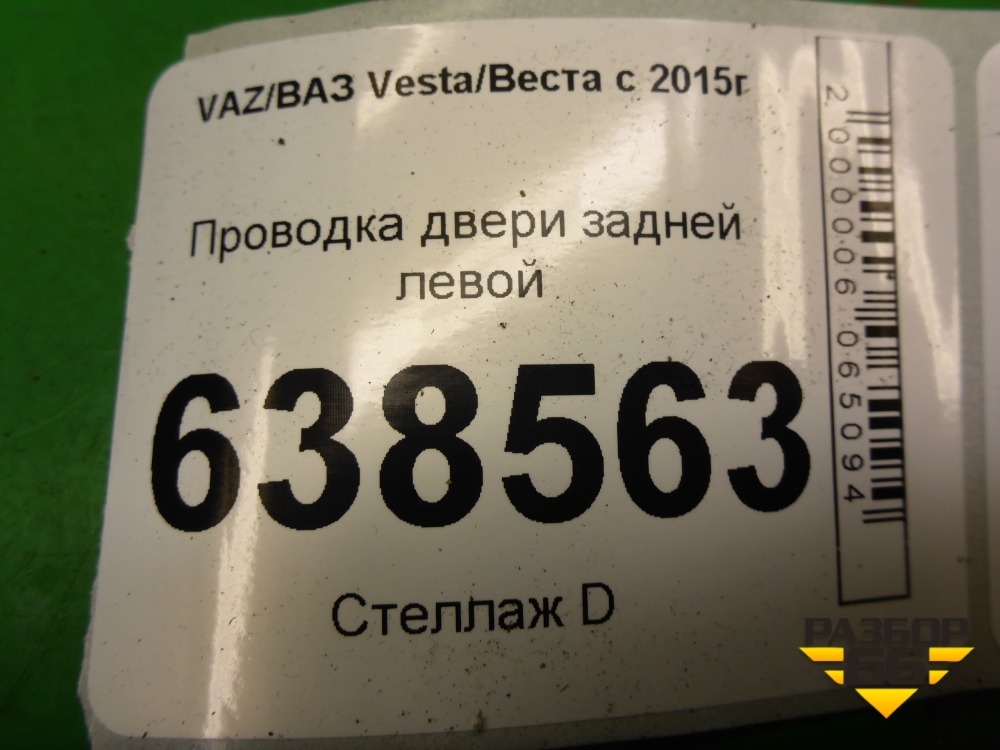 VAZ/ВАЗ Vesta/Веста с 2015г
Проводка двери задней
левой
638563
Стеллаж D
2000006065094
РАЗБОР
66